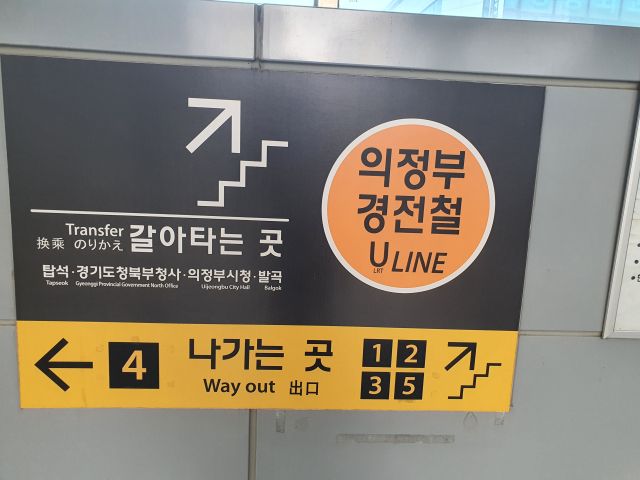 Transfer
換乘 のりかえ
갈아타는 곳
탑석·경기도청북부청사·의정부시청·발곡
Tapseok Gyeonggi Provincial Government North Office Uijeongbu City Hall Balgok
의정부
경전철
U LINE
LRT
4
나가는 곳
Way out 出口
1 2
3 5